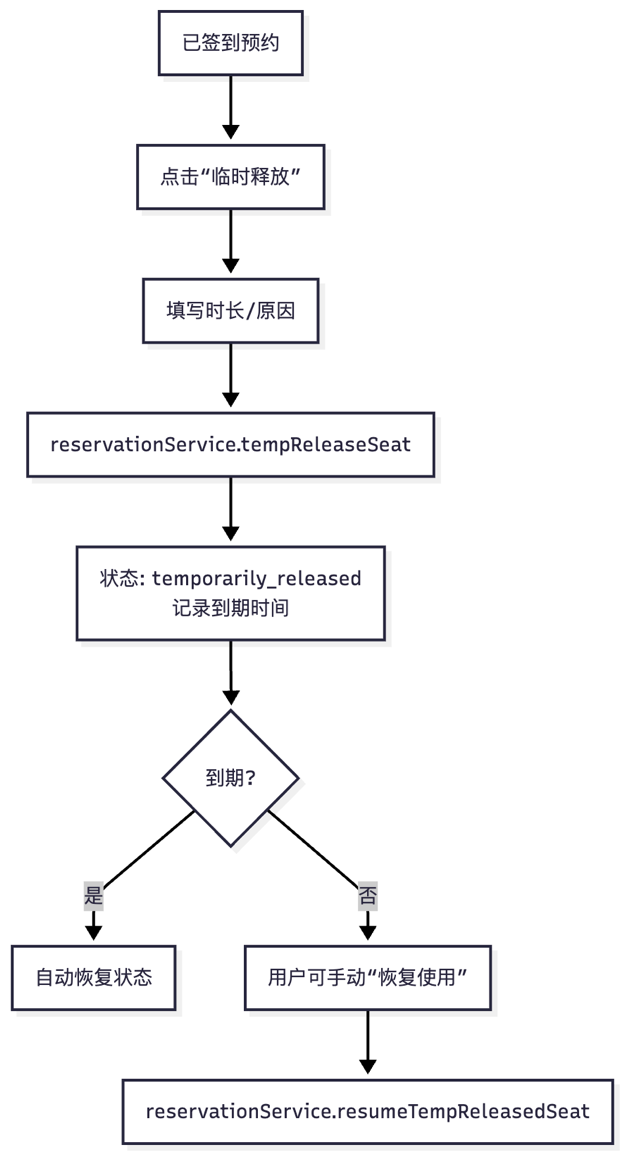 已签到预约
点击“临时释放”
填写时长/原因
reservationService.tempReleaseSeat
状态: temporarily_released
记录到期时间
到期?
是
否
自动恢复状态
用户可手动“恢复使用”
reservationService.resumeTempReleasedSeat